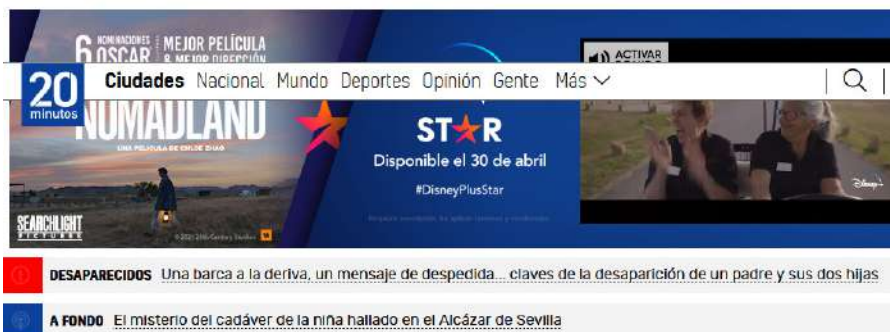 6 NOMINACIONES OSCAR MEJOR PELÍCULA
& MEJOR DIRECCIÓN
ACTIVAR
20 minutos
Ciudades Nacional Mundo Deportes Opinión Gente Más
NOMADLAND
UNA PELÍCULA DE CHLOÉ ZHAO
STAR
Disponible el 30 de abril
#DisneyPlusStar
Disney+
SEARCHLIGHT
PICTURES
DESAPARECIDOS Una barca a la deriva, un mensaje de despedida... claves de la desaparición de un padre y sus dos hijas
A FONDO El misterio del cadáver de la niña hallado en el Alcázar de Sevilla